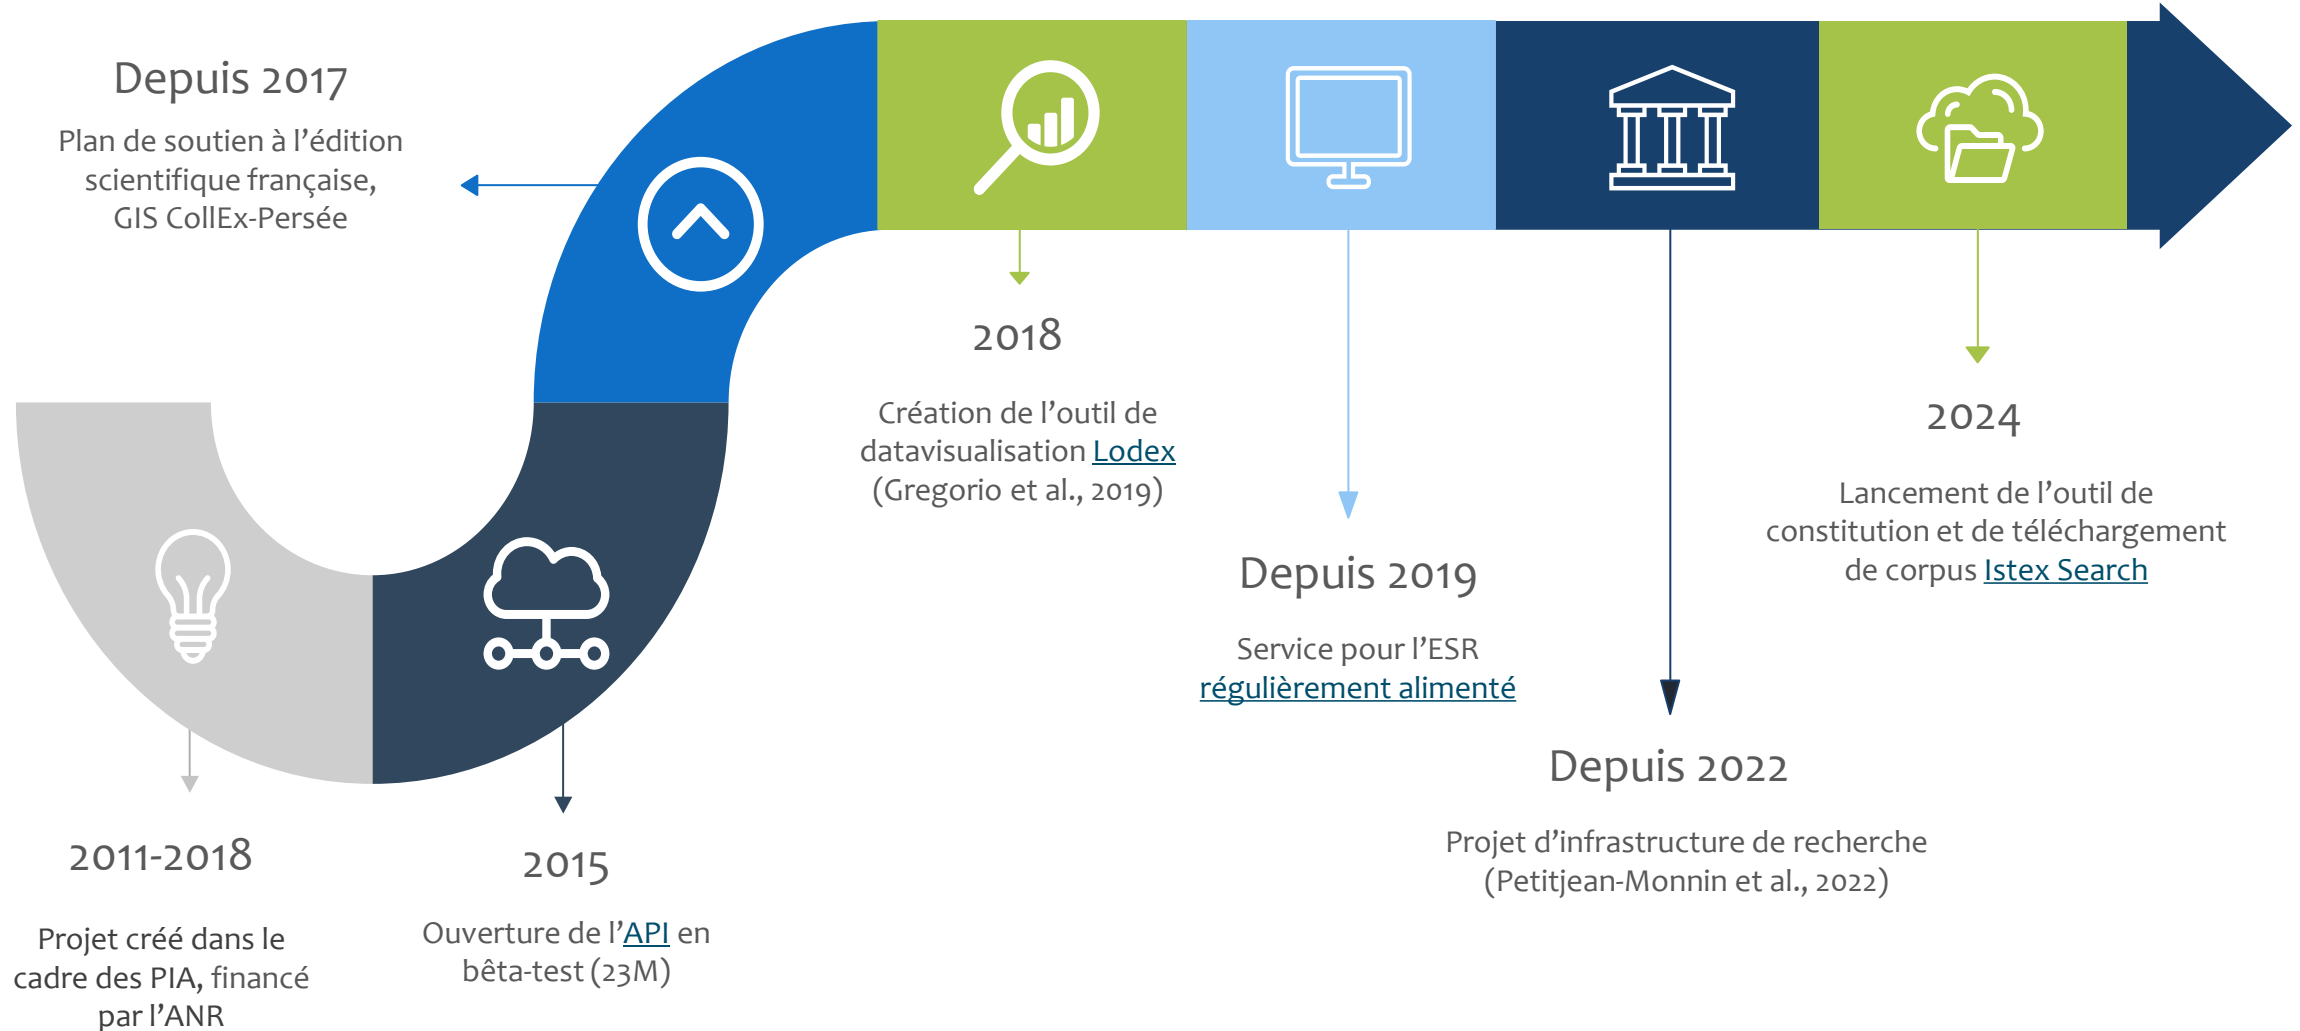 Depuis 2017
Plan de soutien à l’édition
scientifique française,
GIS CollEx-Persée
2011-2018
Projet créé dans le
cadre des PIA, financé
par l’ANR
2015
Ouverture de l’API en
bêta-test (23M)
2018
Création de l’outil de
datavisualisation Lodex
(Gregorio et al., 2019)
Depuis 2019
Service pour l’ESR
régulièrement alimenté
Depuis 2022
Projet d’infrastructure de recherche
(Petitjean-Monnin et al., 2022)
2024
Lancement de l’outil de
constitution et de téléchargement
de corpus Istex Search